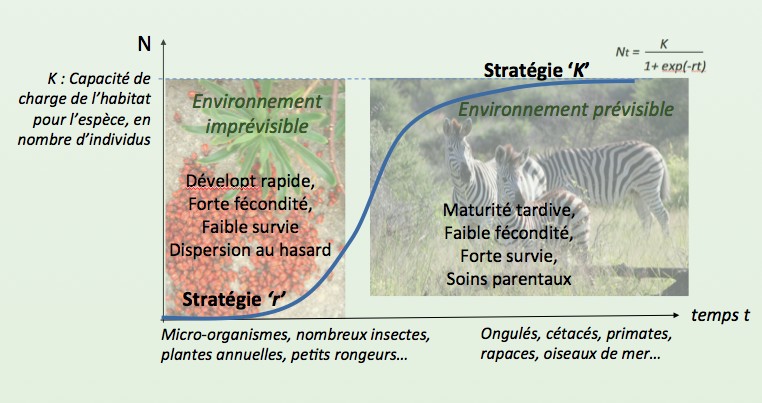 N
K : Capacité de
charge de l'habitat
pour l'espèce, en
nombre d'individus
Stratégie 'K'
Nt = K
1+ exp(-rt)
Environnement
imprévisible
Environnement prévisible
Dévelopt rapide,
Forte fécondité,
Faible survie
Dispersion au hasard
Maturité tardive,
Faible fécondité,
Forte survie,
Soins parentaux
Stratégie 'r'
temps t
Micro-organismes, nombreux insectes,
plantes annuelles, petits rongeurs...
Ongulés, cétacés, primates,
rapaces, oiseaux de mer...